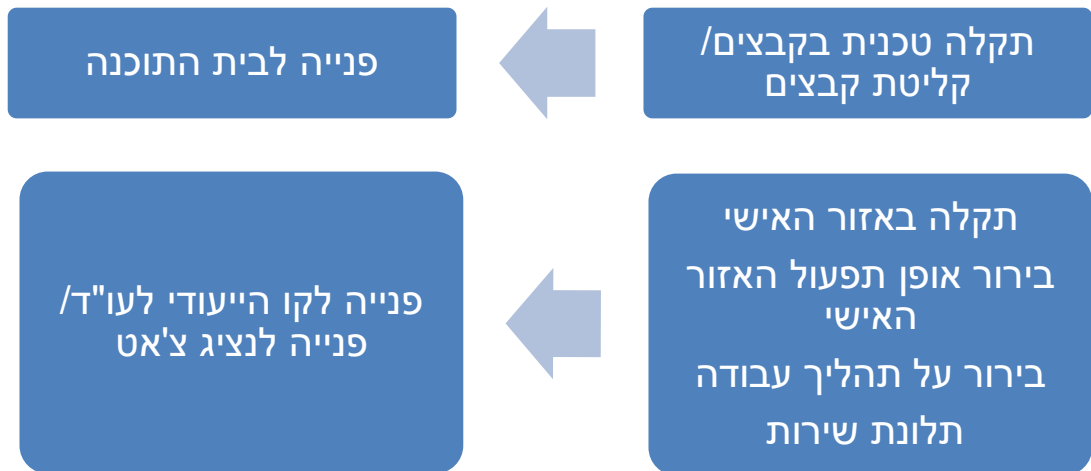 תקלה טכנית בקבצים/
קליטת קבצים
פנייה לבית התוכנה
תקלה באזור האישי
בירור אופן תפעול האזור
האישי
בירור על תהליך עבודה
תלונת שירות
פנייה לקו הייעודי לעו"ד/
פנייה לנציג צ'אט